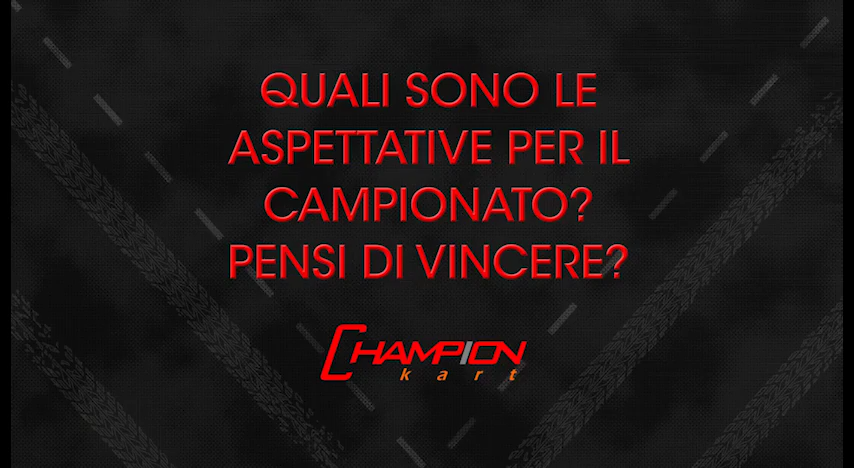 QUALI SONO LE
ASPETTATIVE PER IL
CAMPIONATO?
PENSI DI VINCERE?
CHAMPION
kart